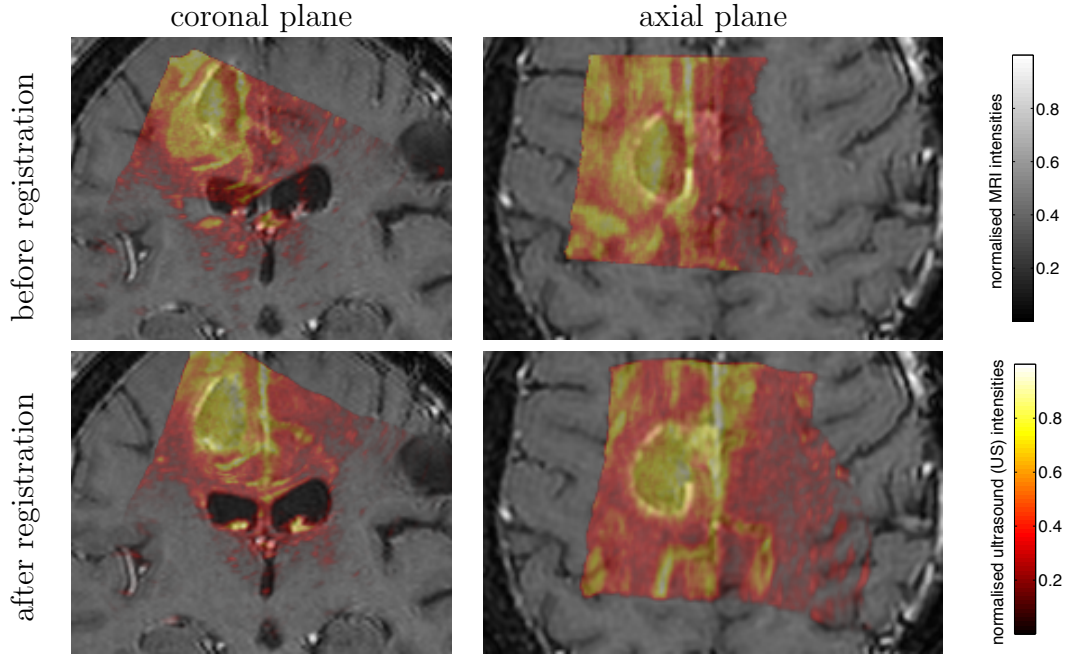 coronal plane
axial plane
before registration
after registration
normalised MRI intensities
0.8
0.6
0.4
0.2
normalised ultrasound (US) intensities
0.8
0.6
0.4
0.2